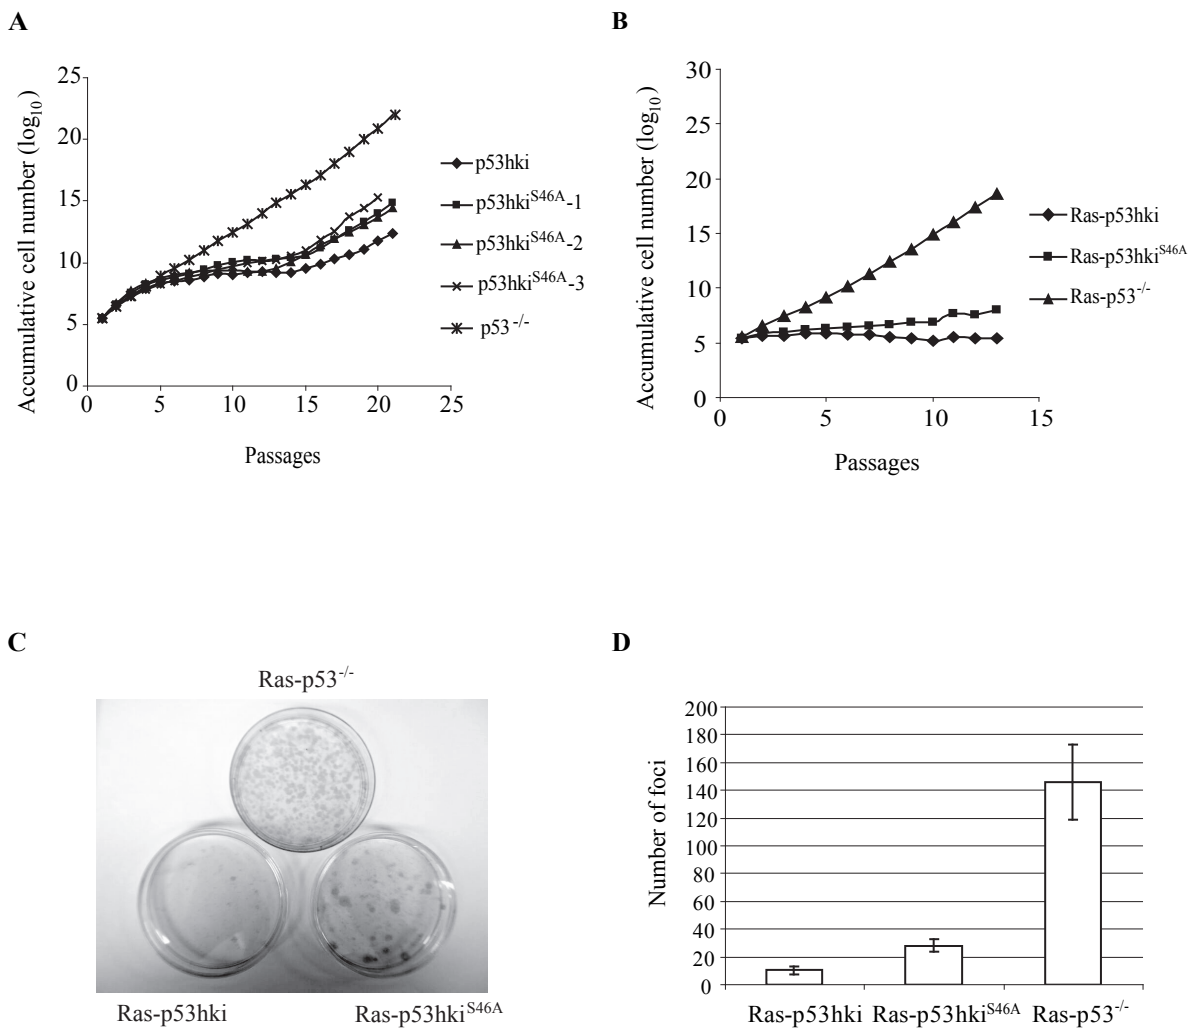 A
Accumulative cell number (log₁₀)
25
20
15
10
5
0
0 5 10 15 20 25
Passages
p53hki
p53hkiS46A-1
p53hkiS46A-2
p53hkiS46A-3
p53-/-
B
Accumulative cell number (log₁₀)
30
25
20
15
10
5
0
0 5 10 15
Passages
Ras-p53hki
Ras-p53hkiS46A
Ras-p53-/-
C
Ras-p53-/-
Ras-p53hki Ras-p53hkiS46A
D
Number of foci
200
180
160
140
120
100
80
60
40
20
0
Ras-p53hki Ras-p53hkiS46A Ras-p53-/-